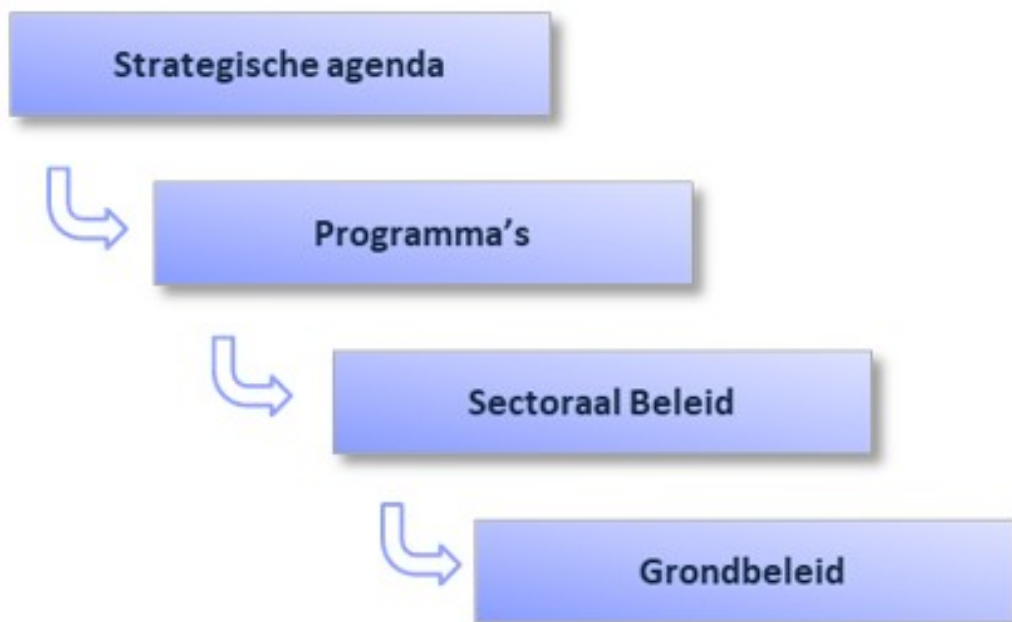 Strategische agenda
Programma’s
Sectoraal Beleid
Grondbeleid